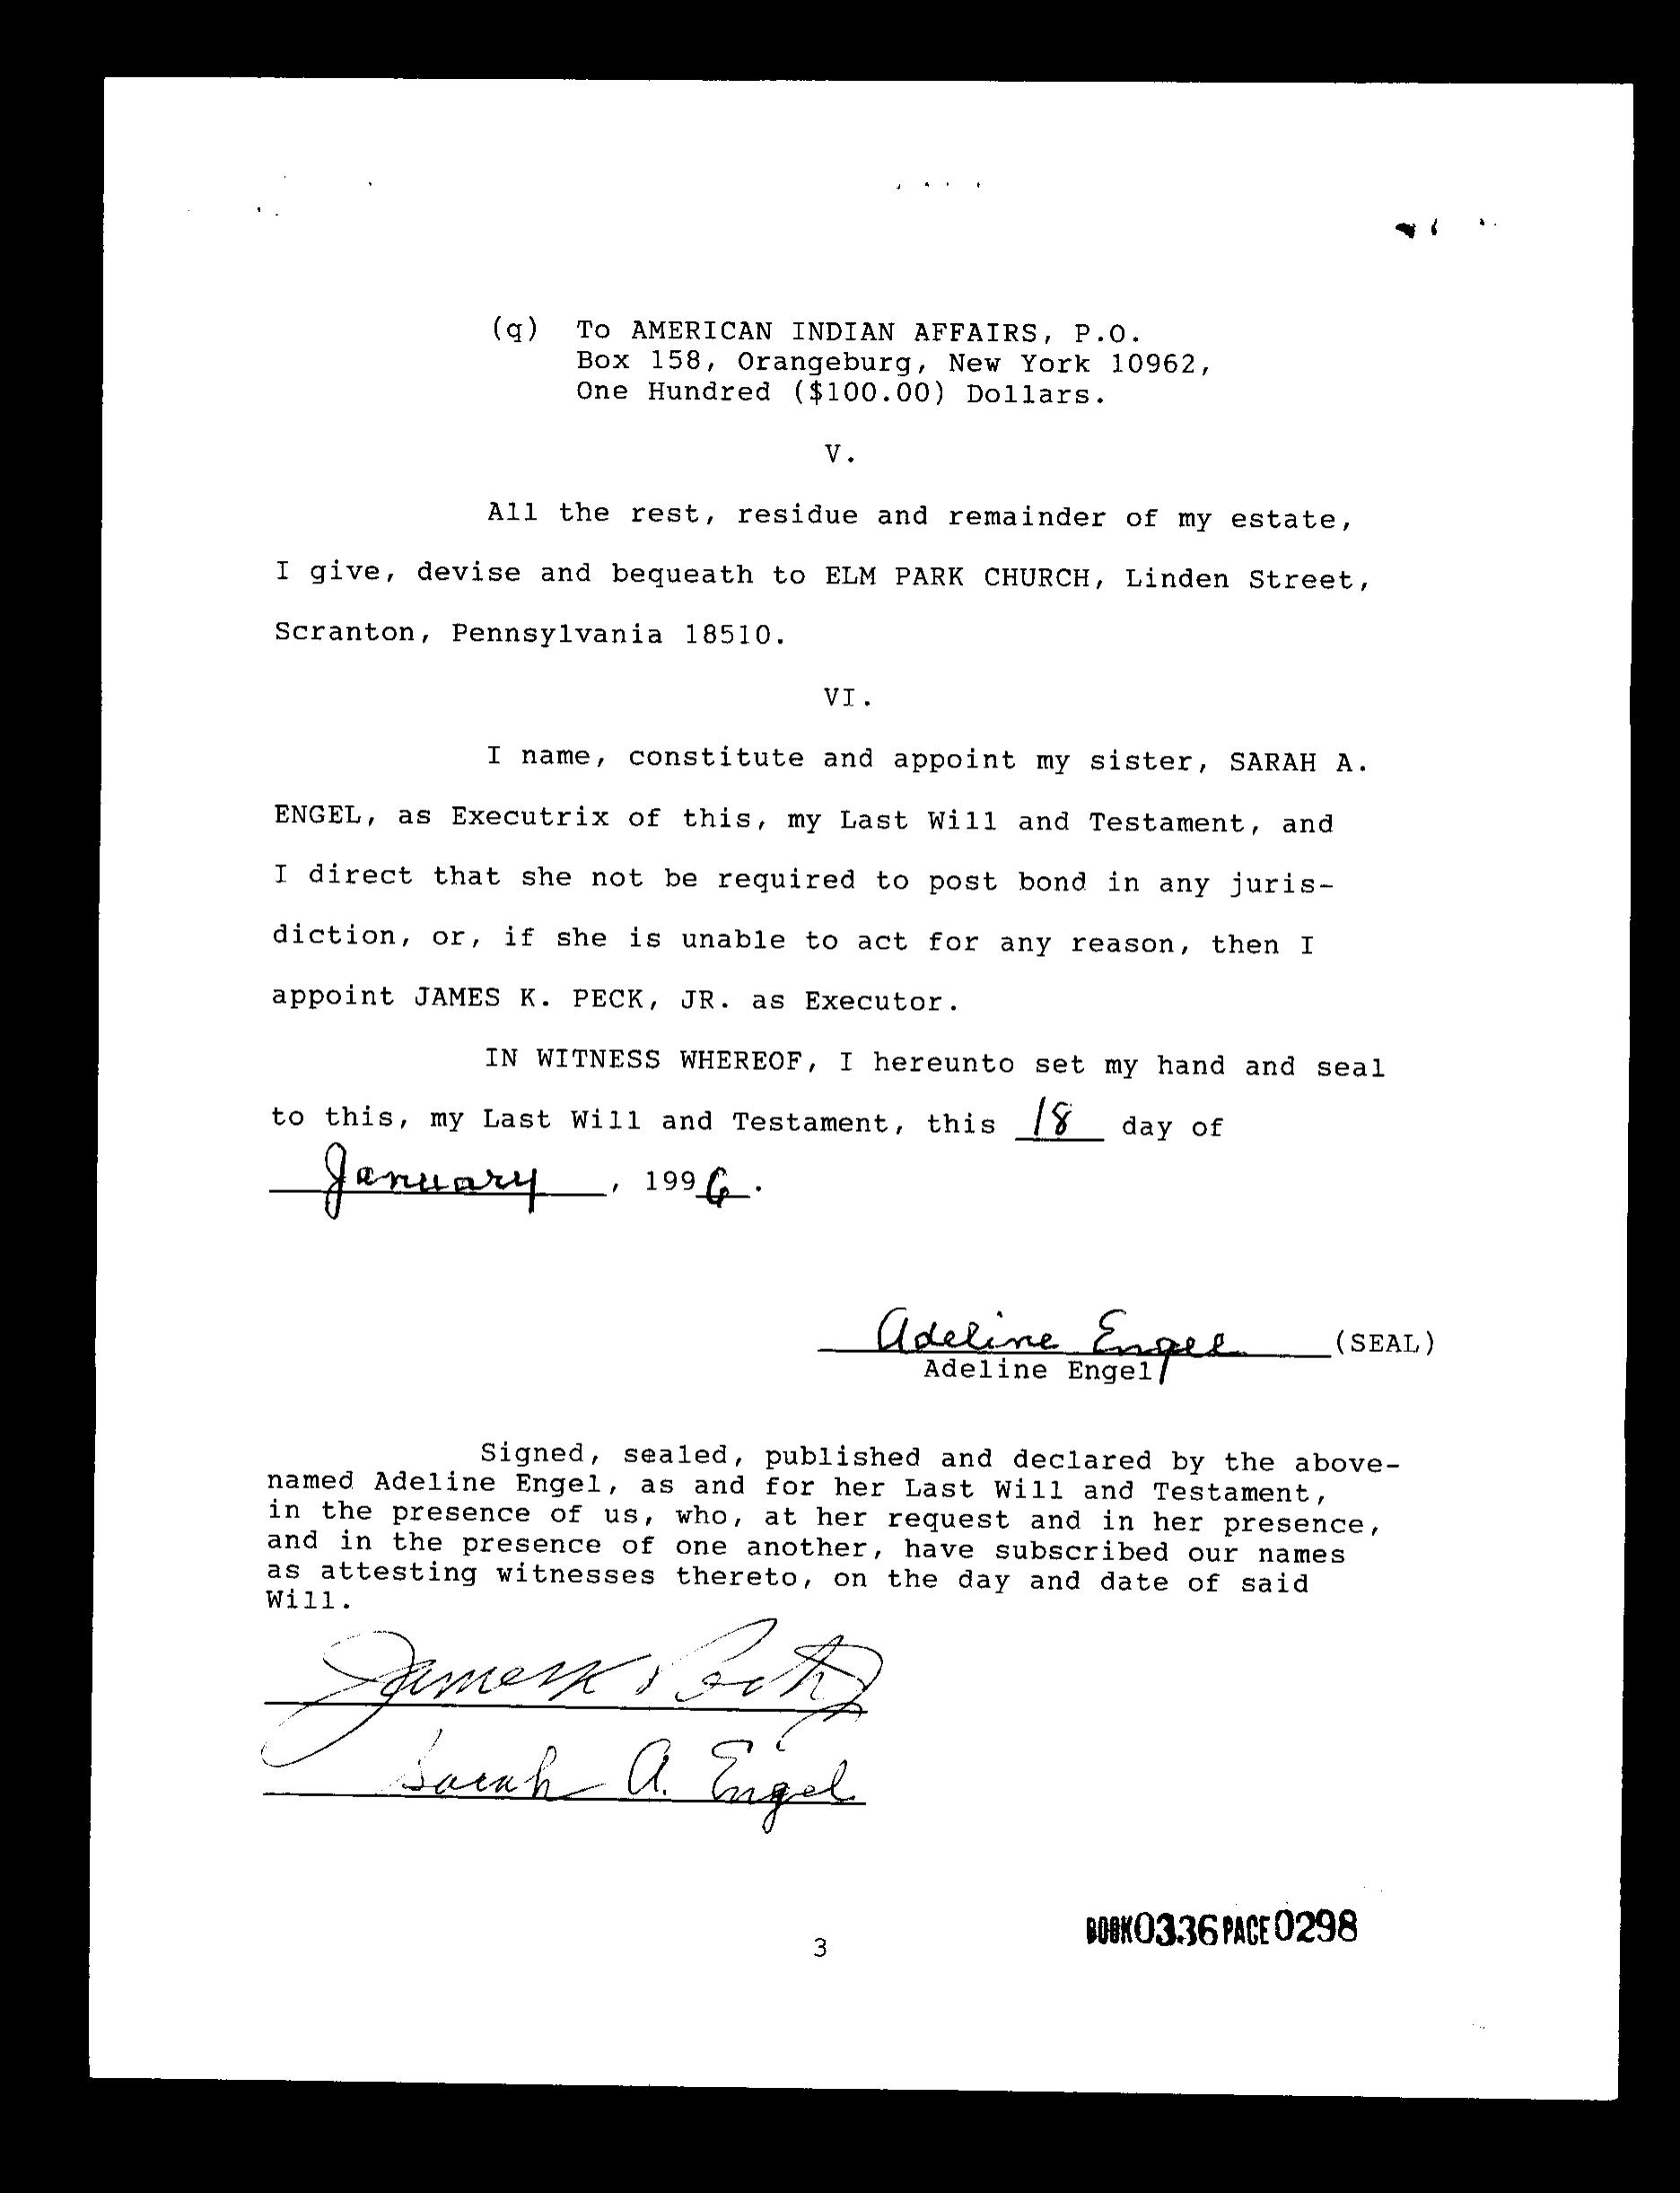 (q) To AMERICAN INDIAN AFFAIRS, P.O.
Box 158, Orangeburg, New York 10962,
One Hundred ($100.00) Dollars.
V.
All the rest, residue and remainder of my estate,
I give, devise and bequeath to ELM PARK CHURCH, Linden Street,
Scranton, Pennsylvania 18510.
VI.
I name, constitute and appoint my sister, SARAH A.
ENGEL, as Executrix of this, my Last Will and Testament, and
I direct that she not be required to post bond in any juris-
diction, or, if she is unable to act for any reason, then I
appoint JAMES K. PECK, JR. as Executor.
IN WITNESS WHEREOF, I hereunto set my hand and seal
to this, my Last Will and Testament, this 18 day of
January, 1996.
Adeline Engel (SEAL)
Adeline Engel
Signed, sealed, published and declared by the above-
named Adeline Engel, as and for her Last Will and Testament,
in the presence of us, who, at her request and in her presence,
and in the presence of one another, have subscribed our names
as attesting witnesses thereto, on the day and date of said
Will.
James K
Sarah A. Engel
3
BOOK0336PAGE0298